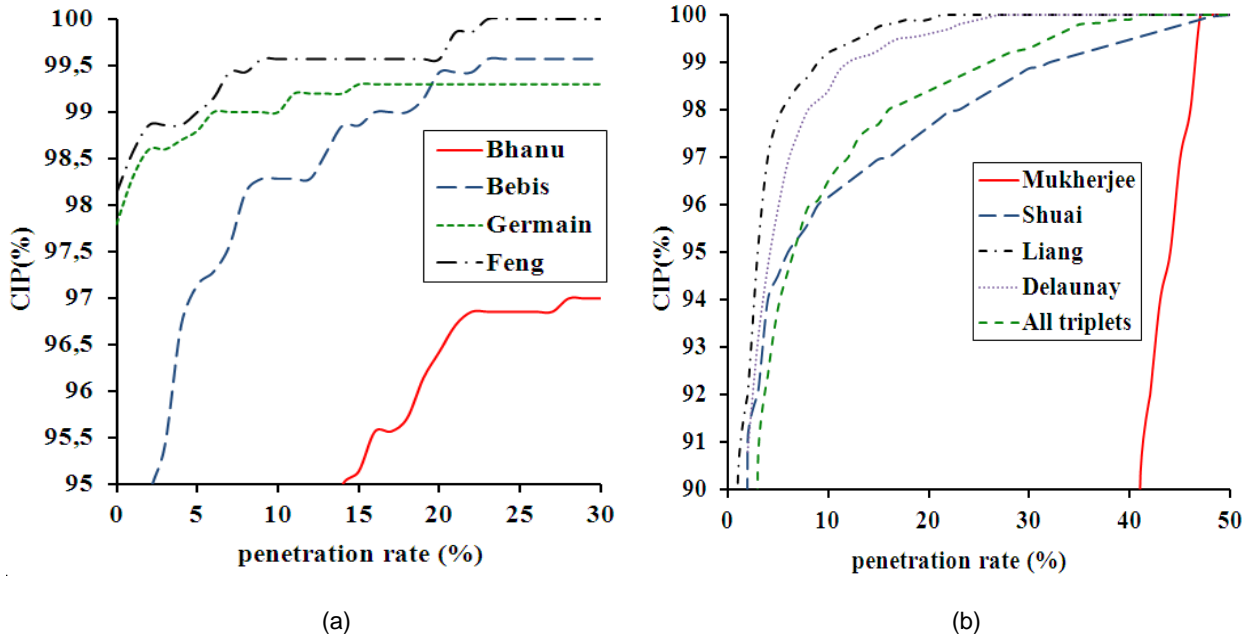 100
99,5
99
98,5
98
97,5
97
96,5
96
95,5
95
CIP(%)
0 5 10 15 20 25 30
penetration rate (%)
Bhanu
Bebis
Germain
Feng
(a)
100
99
98
97
96
95
94
93
92
91
90
CIP(%)
0 10 20 30 40 50
penetration rate (%)
Mukherjee
Shuai
Liang
Delaunay
All triplets
(b)